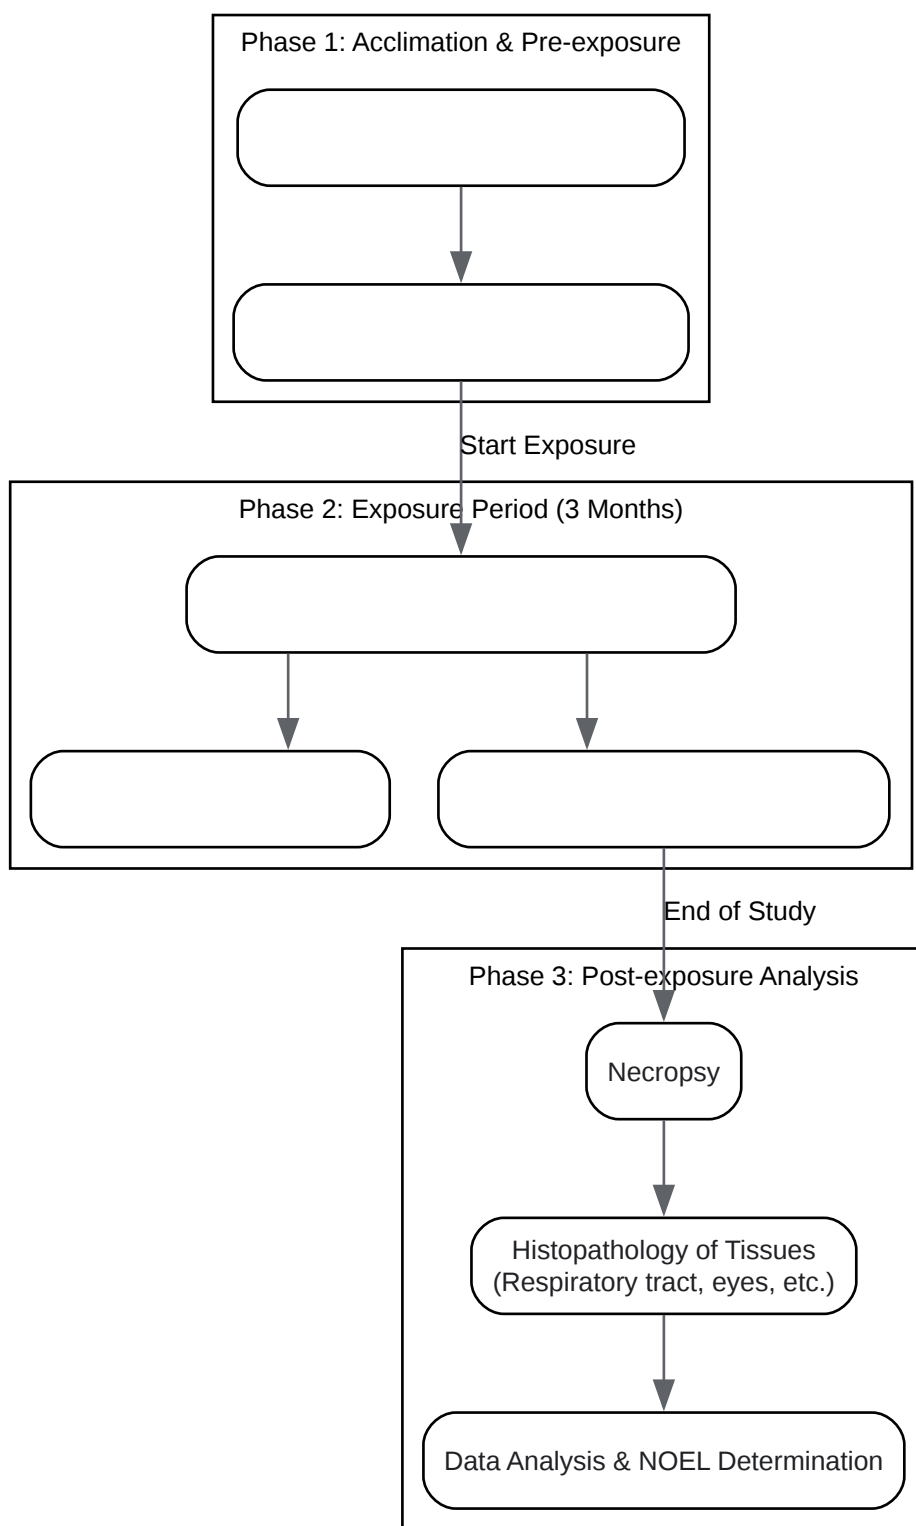 Phase 1: Acclimation & Pre-exposure
Start Exposure
Phase 2: Exposure Period (3 Months)
End of Study
Phase 3: Post-exposure Analysis
Necropsy
Histopathology of Tissues
(Respiratory tract, eyes, etc.)
Data Analysis & NOEL Determination